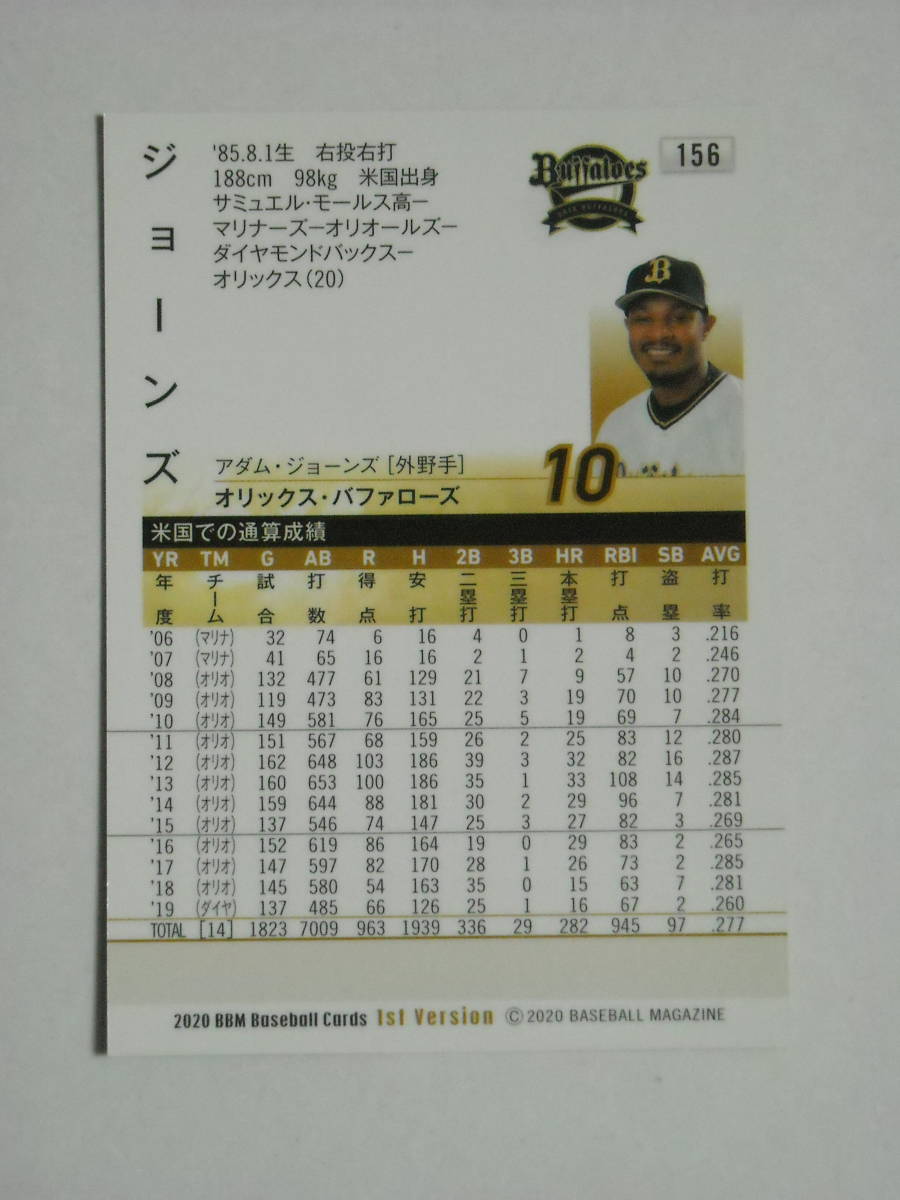 ジョーンズ
'85.8.1生 右投右打
188cm 98kg 米国出身
サミュエル・モールス高ー
マリナーズーオリオールズー
ダイヤモンドバックスー
オリックス(20)
Buffaloes
156
B
アダム・ジョーンズ [外野手]
オリックス・バファローズ
10
米国での通算成績
YR TM G AB R H 2B 3B HR RBI SB AVG
年度 チーム 試合 打数 得点 安打 二塁打 三塁打 本塁打 打点 盗塁 打率
'06 (マリナ) 32 74 6 16 4 0 1 8 3 .216
'07 (マリナ) 41 65 16 16 2 1 2 4 2 .246
'08 (オリオ) 132 477 61 129 21 7 9 57 10 .270
'09 (オリオ) 119 473 83 131 22 3 19 70 10 .277
'10 (オリオ) 149 581 76 165 25 5 19 69 7 .284
'11 (オリオ) 151 567 68 159 26 2 25 83 12 .280
'12 (オリオ) 162 648 103 186 39 3 32 82 16 .287
'13 (オリオ) 160 653 100 186 35 1 33 108 14 .285
'14 (オリオ) 159 644 88 181 30 2 29 96 7 .281
'15 (オリオ) 137 546 74 147 25 3 27 82 3 .269
'16 (オリオ) 152 619 86 164 19 0 29 83 2 .265
'17 (オリオ) 147 597 82 170 28 1 26 73 2 .285
'18 (オリオ) 145 580 54 163 35 0 15 63 7 .281
'19 (ダイヤ) 137 485 66 126 25 1 16 67 2 .260
TOTAL [14] 1823 7009 963 1939 336 29 282 945 97 .277
2020 BBM Baseball Cards 1st Version ©2020 BASEBALL MAGAZINE